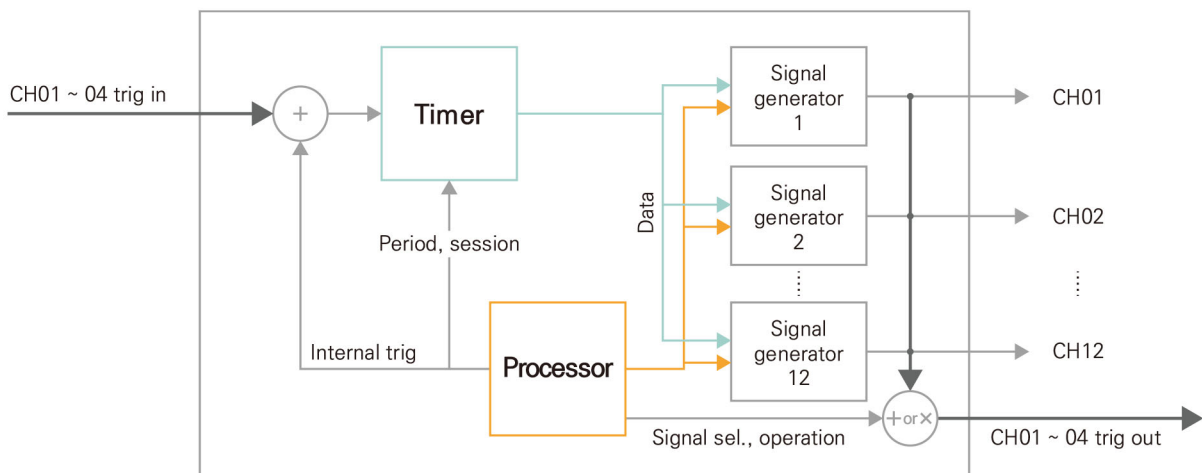 CH01 ~ 04 trig in
+
Timer
Signal
generator
1
CH01
Data
Signal
generator
2
CH02
Period, session
Signal
generator
12
CH12
Internal trig
Processor
Signal sel., operation
+or×
CH01 ~ 04 trig out